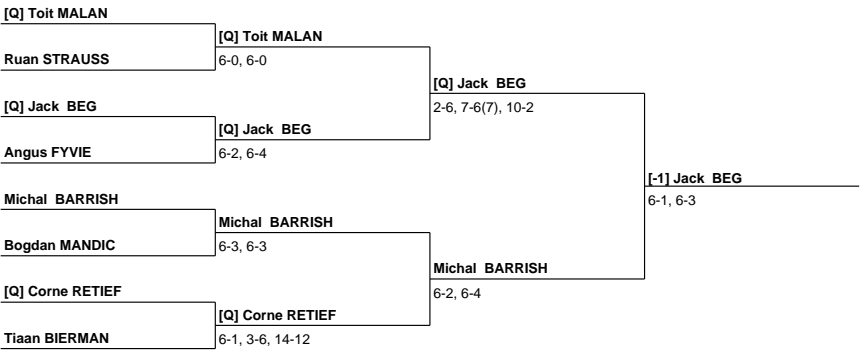 [Q] Toit MALAN
[Q] Toit MALAN
Ruan STRAUSS
6-0, 6-0
[Q] Jack BEG
2-6, 7-6(7), 10-2
[Q] Jack BEG
[Q] Jack BEG
Angus FYVIE
6-2, 6-4
[-1] Jack BEG
6-1, 6-3
Michal BARRISH
Michal BARRISH
Bogdan MANDIC
6-3, 6-3
Michal BARRISH
6-2, 6-4
[Q] Corne RETIEF
[Q] Corne RETIEF
Tiaan BIERMAN
6-1, 3-6, 14-12